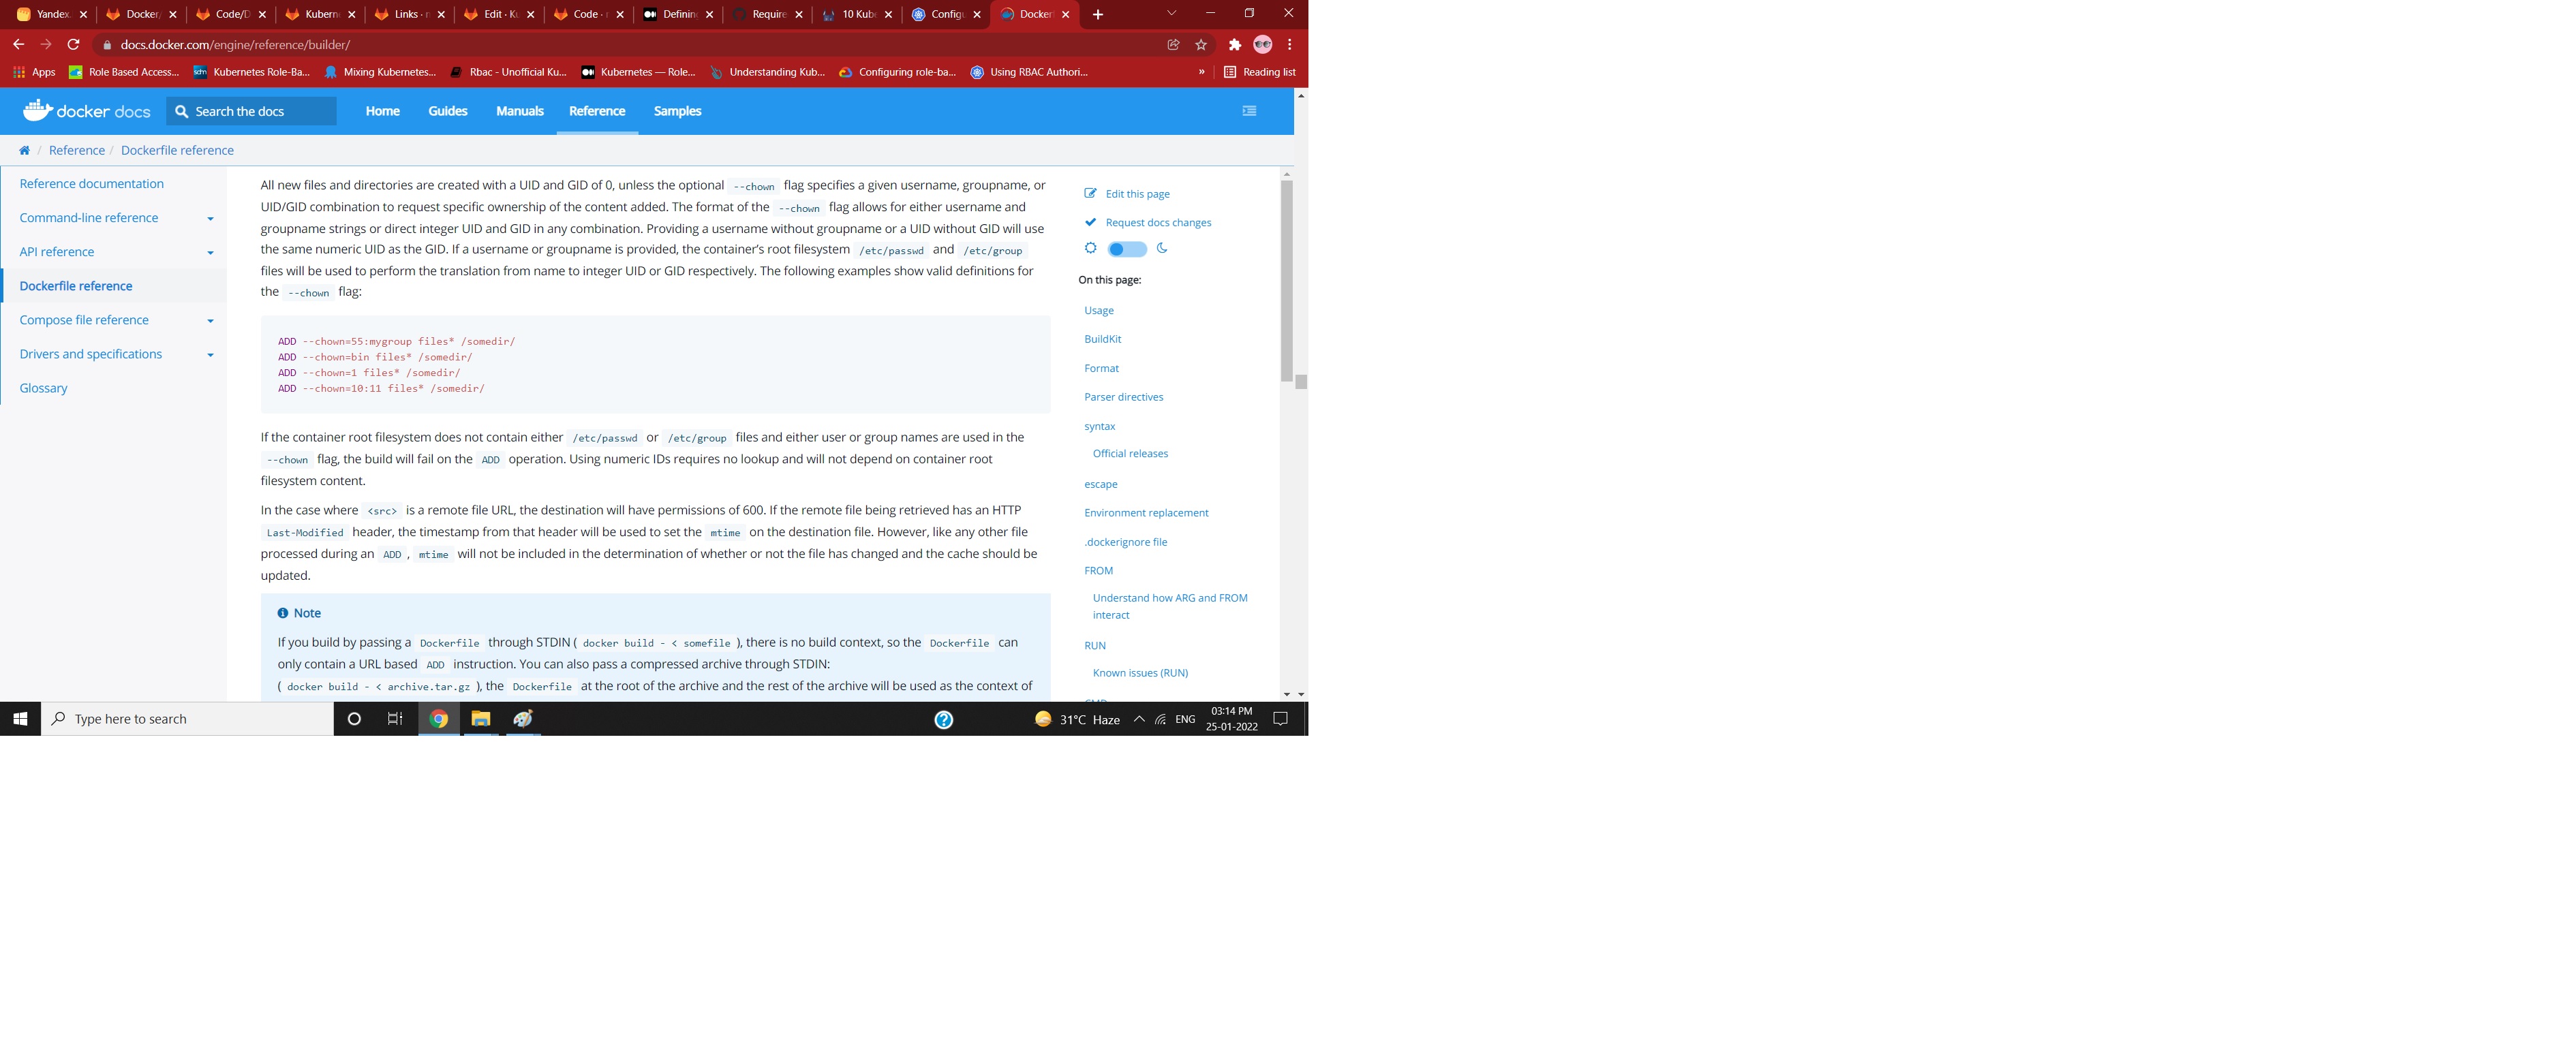 Yandex. Docker/ Code/D Kubern Links · r Edit · Ku Code · Defining Require 10 Kube Configu Docker
docs.docker.com/engine/reference/builder/
Apps Role Based Access... Kubernetes Role-Ba... Mixing Kubernetes... Rbac - Unofficial Ku... Kubernetes — Role... Understanding Kub... Configuring role-ba... Using RBAC Authori... » Reading list
docker docs Search the docs Home Guides Manuals Reference Samples
/ Reference / Dockerfile reference
Reference documentation
Command-line reference
API reference
Dockerfile reference
Compose file reference
Drivers and specifications
Glossary
All new files and directories are created with a UID and GID of 0, unless the optional --chown flag specifies a given username, groupname, or
UID/GID combination to request specific ownership of the content added. The format of the --chown flag allows for either username and
groupname strings or direct integer UID and GID in any combination. Providing a username without groupname or a UID without GID will use
the same numeric UID as the GID. If a username or groupname is provided, the container's root filesystem /etc/passwd and /etc/group
files will be used to perform the translation from name to integer UID or GID respectively. The following examples show valid definitions for
the --chown flag:
ADD --chown=55:mygroup files* /somedir/
ADD --chown=bin files* /somedir/
ADD --chown=1 files* /somedir/
ADD --chown=10:11 files* /somedir/
If the container root filesystem does not contain either /etc/passwd or /etc/group files and either user or group names are used in the
--chown flag, the build will fail on the ADD operation. Using numeric IDs requires no lookup and will not depend on container root
filesystem content.
In the case where <src> is a remote file URL, the destination will have permissions of 600. If the remote file being retrieved has an HTTP
Last-Modified header, the timestamp from that header will be used to set the mtime on the destination file. However, like any other file
processed during an ADD , mtime will not be included in the determination of whether or not the file has changed and the cache should be
updated.
Note
If you build by passing a Dockerfile through STDIN ( docker build - < somefile ), there is no build context, so the Dockerfile can
only contain a URL based ADD instruction. You can also pass a compressed archive through STDIN:
( docker build - < archive.tar.gz ), the Dockerfile at the root of the archive and the rest of the archive will be used as the context of
Edit this page
Request docs changes
On this page:
Usage
BuildKit
Format
Parser directives
syntax
Official releases
escape
Environment replacement
.dockerignore file
FROM
Understand how ARG and FROM
interact
RUN
Known issues (RUN)
Type here to search
31°C Haze ENG
03:14 PM
25-01-2022